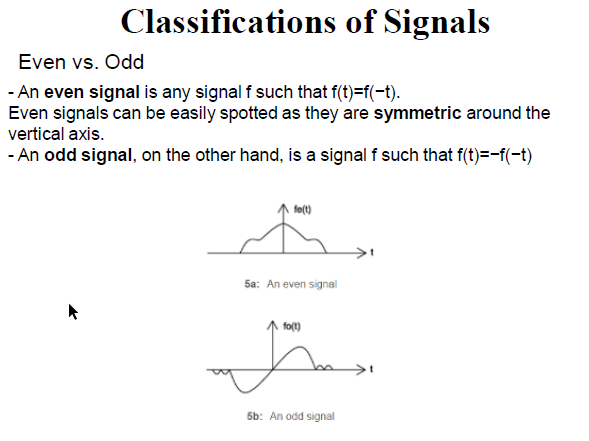 Classifications of Signals
Even vs. Odd
- An even signal is any signal f such that f(t)=f(−t).
Even signals can be easily spotted as they are symmetric around the
vertical axis.
- An odd signal, on the other hand, is a signal f such that f(t)=−f(−t)
fe(t)
t
5a: An even signal
fo(t)
t
5b: An odd signal